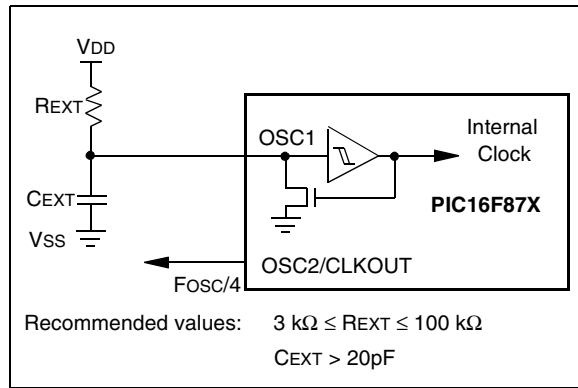 VDD
REXT
OSC1
Internal
Clock
CEXT
PIC16F87X
VSS
OSC2/CLKOUT
FOSC/4
Recommended values: 3 kΩ ≤ REXT ≤ 100 kΩ
CEXT > 20pF